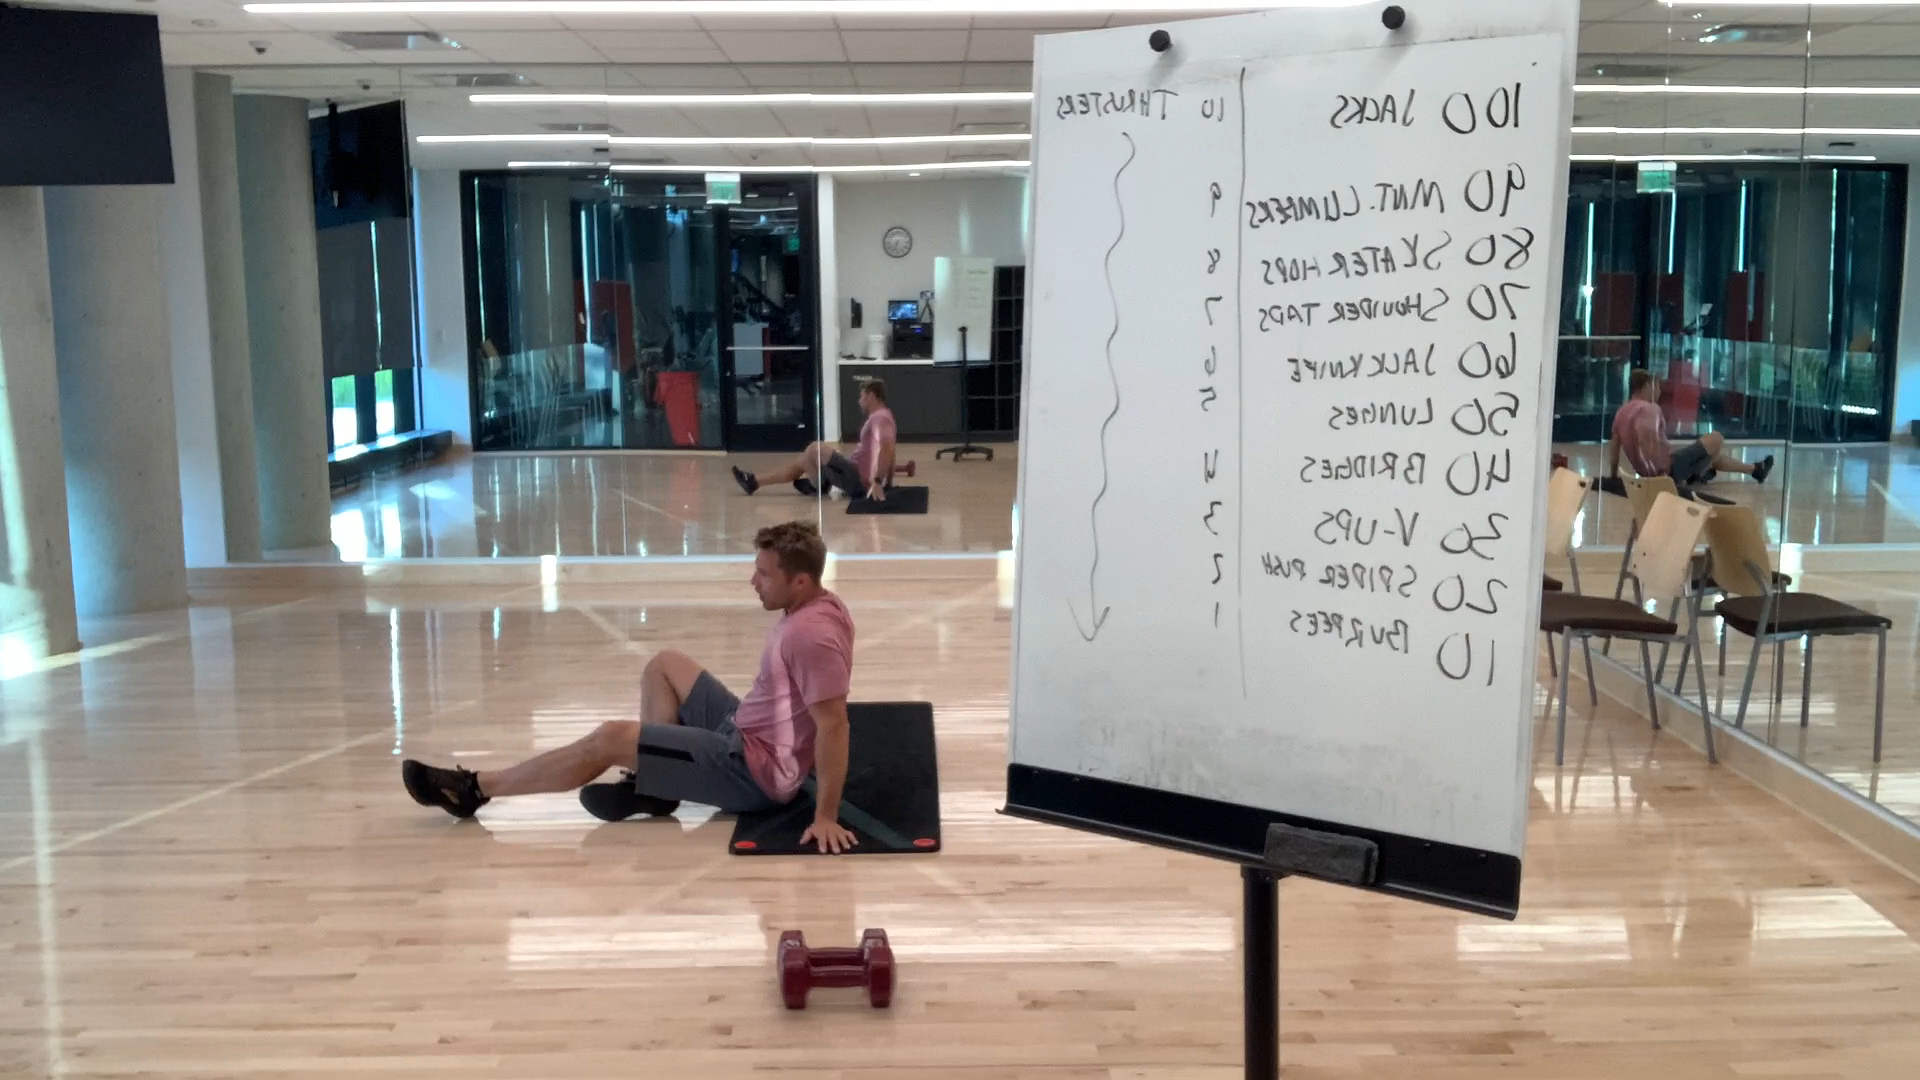 100 JACKS
90 MNT. CLIMBERS
80 SKATER HOPS
70 SHOULDER TAPS
60 JACKKNIFE
50 LUNGES
40 BRIDGES
30 V-UPS
20 SPIDER PUSH
10 BURPEES
10 THRUSTERS
9
8
7
6
5
4
3
2
1